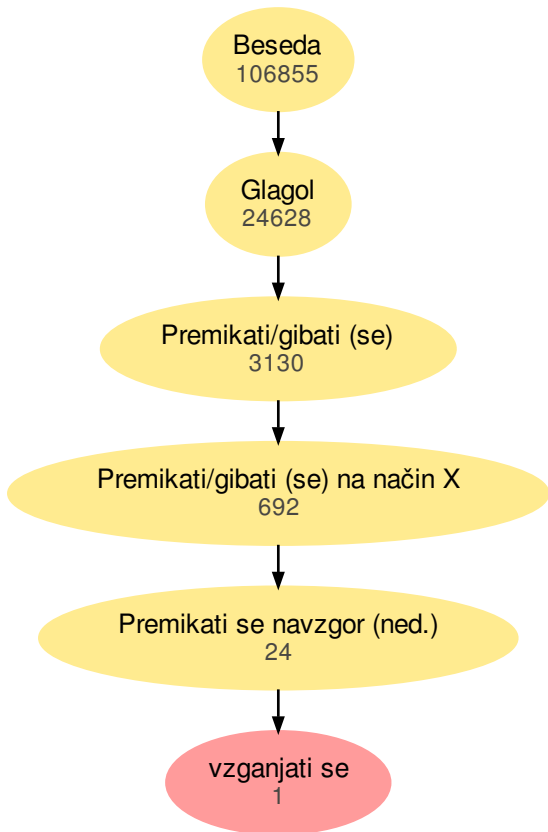 Beseda
106855
Glagol
24628
Premikati/gibati (se)
3130
Premikati/gibati (se) na način X
692
Premikati se navzgor (ned.)
24
vzganjati se
1